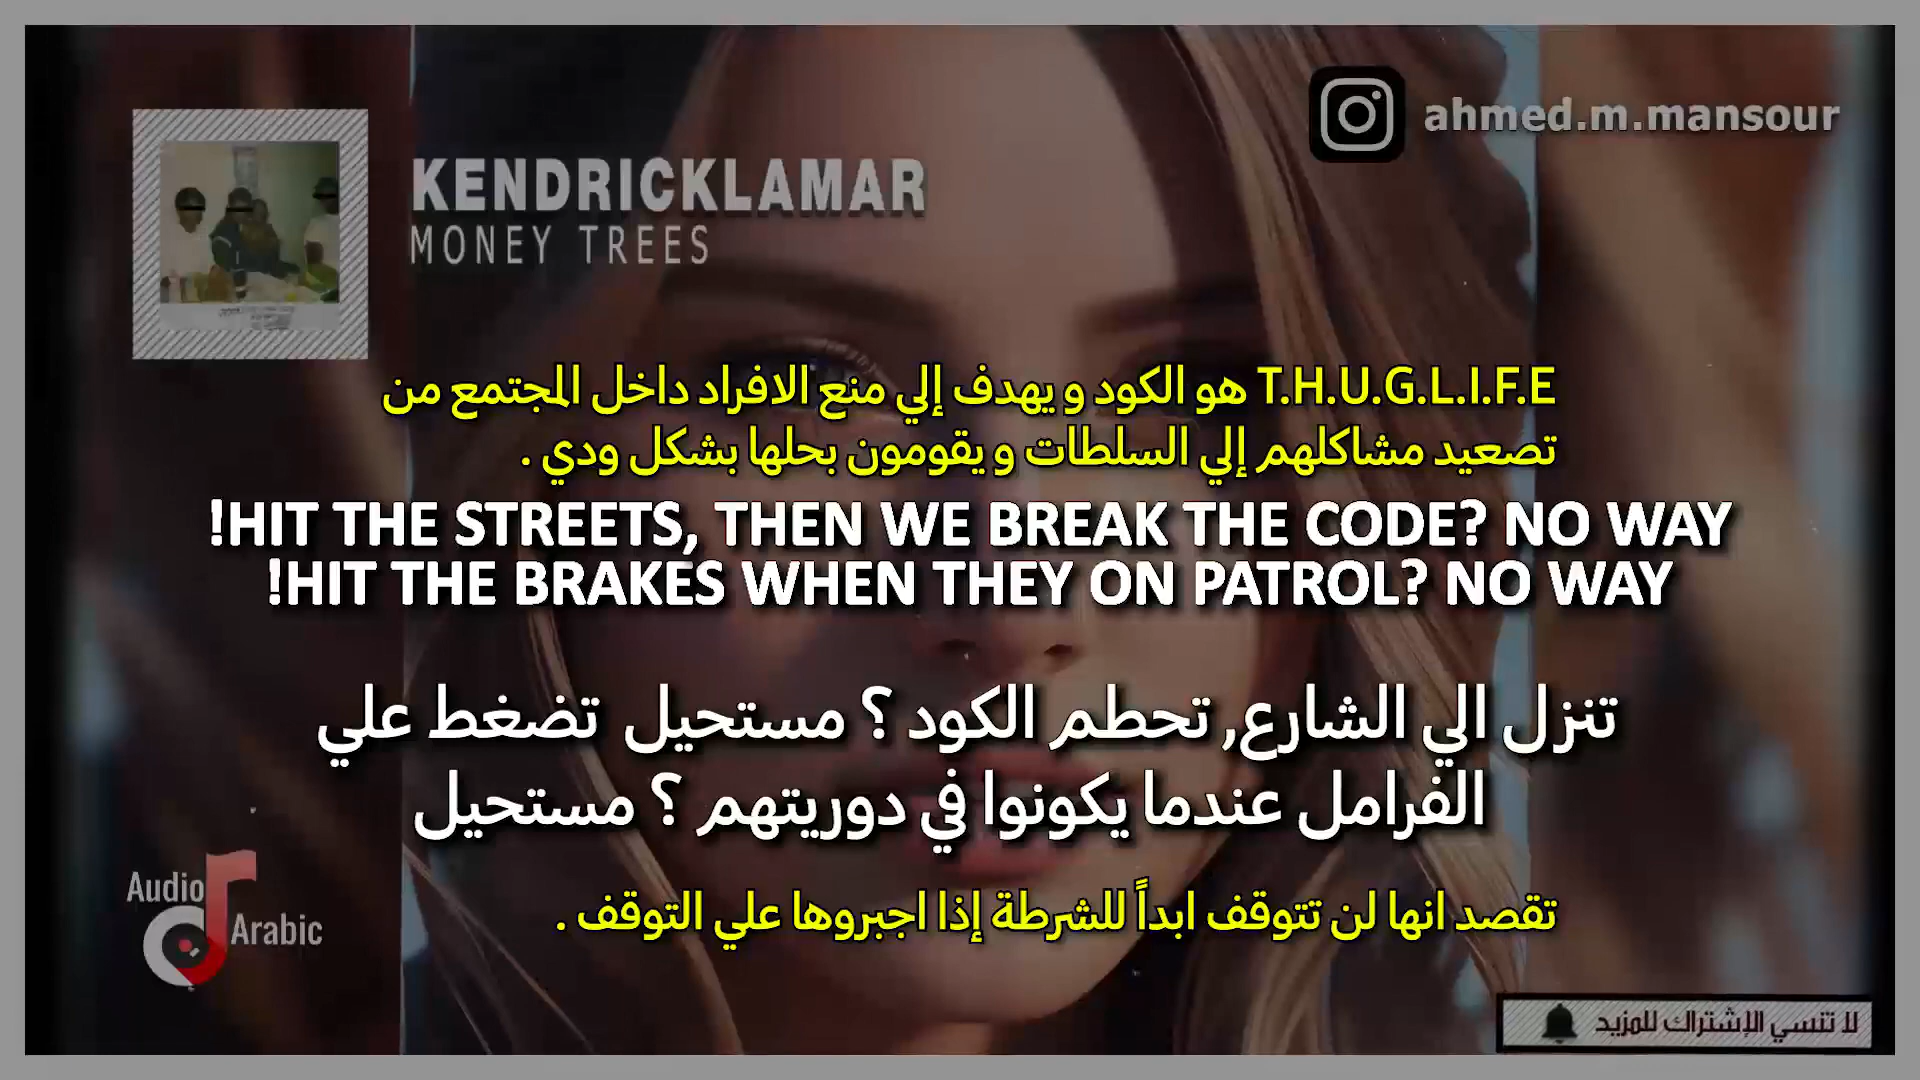 ahmed.m.mansour
KENDRICKLAMAR
MONEY TREES
T.H.U.G.L.I.F.E هو الكود و يهدف إلي منع الافراد داخل المجتمع من
تصعيد مشاكلهم إلي السلطات و يقومون بحلها بشكل ودي .
!HIT THE STREETS, THEN WE BREAK THE CODE? NO WAY
!HIT THE BRAKES WHEN THEY ON PATROL? NO WAY
تنزل الي الشارع, تحطم الكود ؟ مستحيل تضغط علي
الفرامل عندما يكونوا في دوريتهم ؟ مستحيل
تقصد انها لن تتوقف ابداً للشرطة إذا اجبروها علي التوقف .
Audio
Arabic
لا تنسي الإشتراك للمزيد